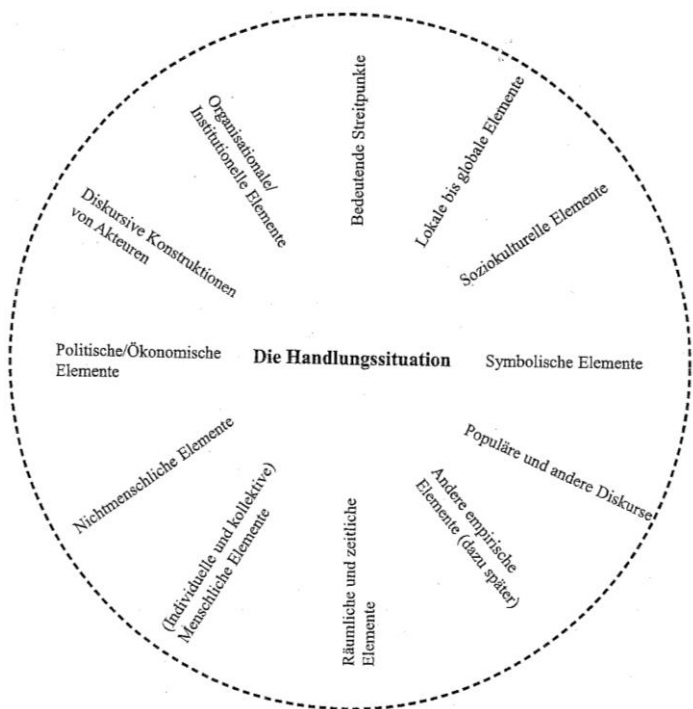 Bedeutende Streitpunkte
Lokale bis globale Elemente
Soziokulturelle Elemente
Symbolische Elemente
Populäre und andere Diskurse
Andere empirische
Elemente (dazu später)
Räumliche und zeitliche
Elemente
(Individuelle und kollektive)
Menschliche Elemente
Nichtmenschliche Elemente
Politische/Ökonomische
Elemente
Diskursive Konstruktionen
von Akteuren
Organisationale/
Institutionelle Elemente
Die Handlungssituation